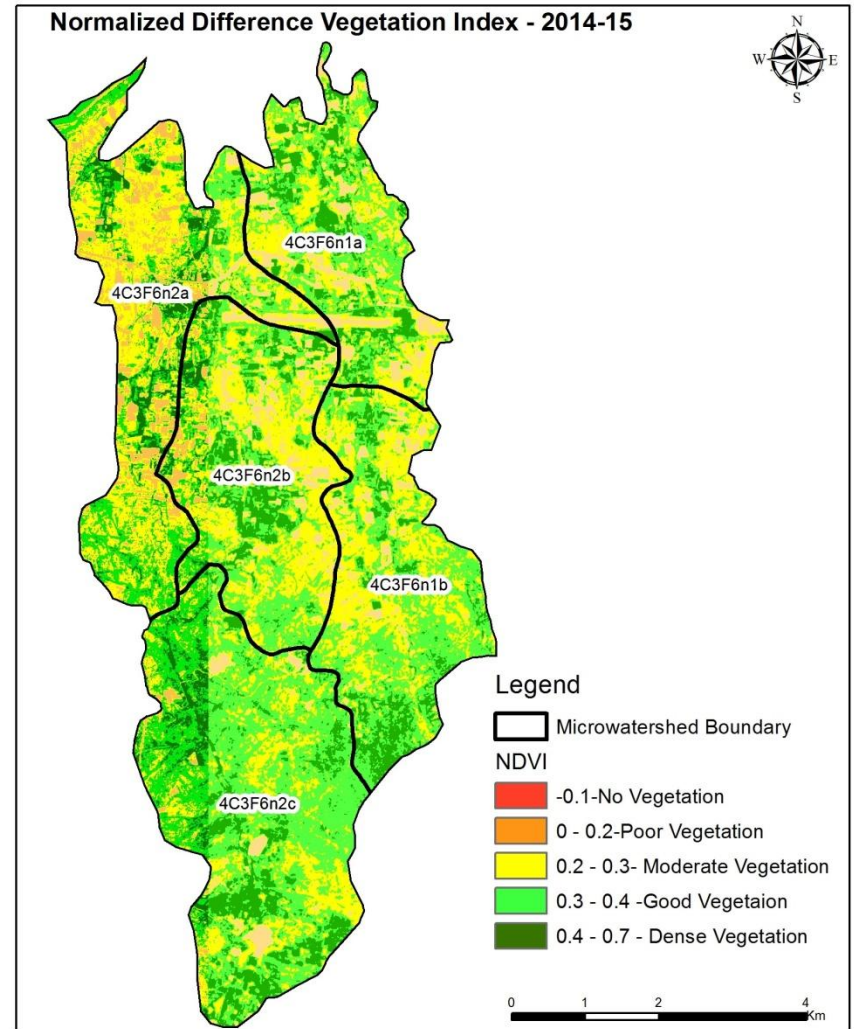 Normalized Difference Vegetation Index - 2014-15
N
W E
S
4C3F6n1a
4C3F6n2a
4C3F6n2b
4C3F6n1b
4C3F6n2c
Legend
Microwatershed Boundary
NDVI
-0.1-No Vegetation
0 - 0.2-Poor Vegetation
0.2 - 0.3- Moderate Vegetation
0.3 - 0.4 -Good Vegetaion
0.4 - 0.7 - Dense Vegetation
0 1 2 4
Km